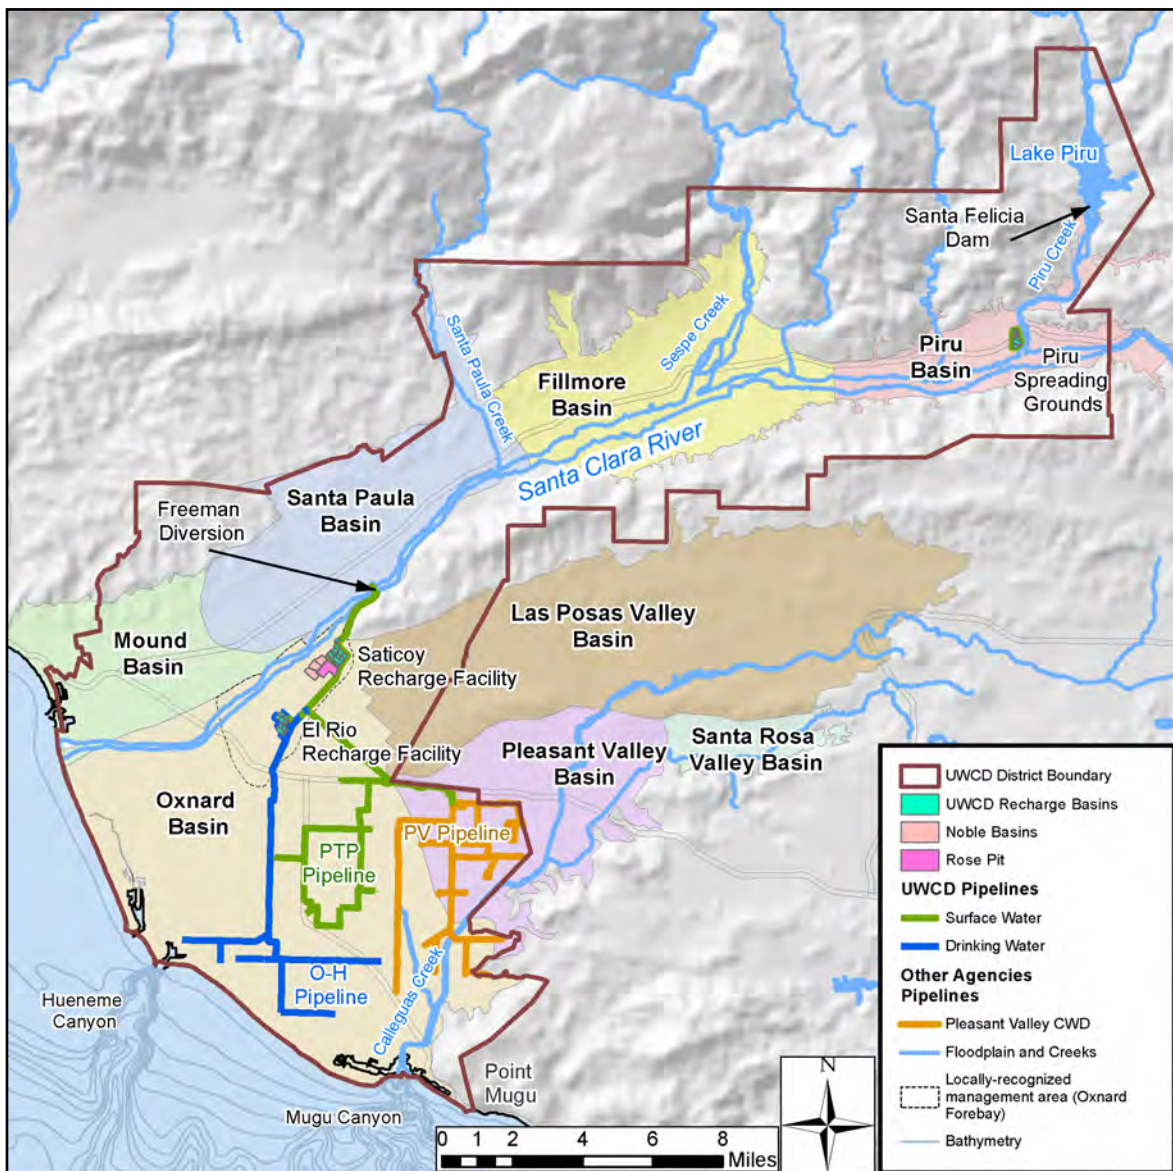 Lake Piru
Santa Felicia
Dam
Piru Creek
Santa Paula Creek
Sespe Creek
Fillmore
Basin
Piru
Basin
Piru
Spreading
Grounds
Santa Clara River
Santa Paula
Basin
Freeman
Diversion
Mound
Basin
Las Posas Valley
Basin
Saticoy
Recharge Facility
El Rio
Recharge Facility
Pleasant Valley
Basin
Santa Rosa
Valley Basin
Oxnard
Basin
PTP
Pipeline
PV Pipeline
O-H
Pipeline
Calleguas Creek
Hueneme
Canyon
Mugu Canyon
Point
Mugu
UWCD District Boundary
UWCD Recharge Basins
Noble Basins
Rose Pit
UWCD Pipelines
Surface Water
Drinking Water
Other Agencies
Pipelines
Pleasant Valley CWD
Floodplain and Creeks
Locally-recognized
management area (Oxnard
Forebay)
Bathymetry
N
0 1 2 4 6 8
Miles